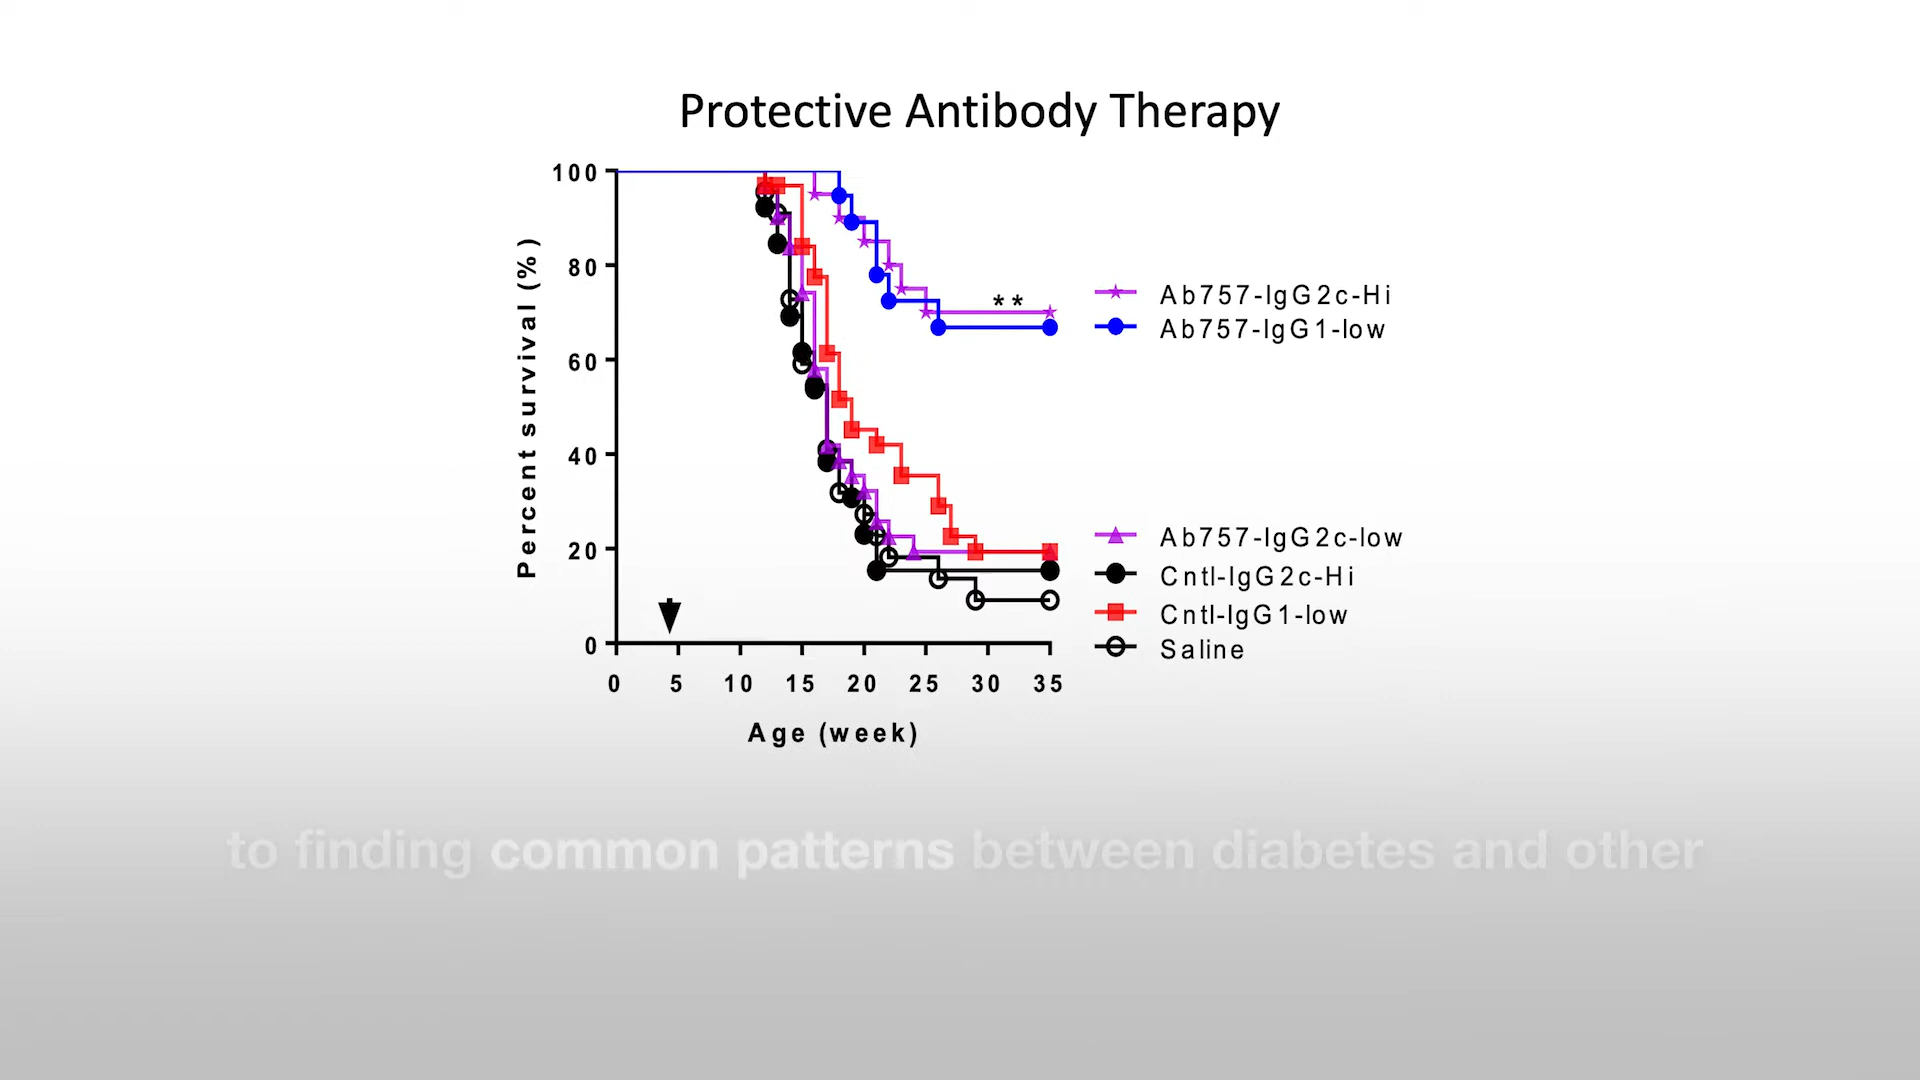 Protective Antibody Therapy
Percent survival (%)
100
80
60
40
20
0
**
Ab757-IgG2c-Hi
Ab757-IgG1-low
Ab757-IgG2c-low
Cntl-IgG2c-Hi
Cntl-IgG1-low
Saline
0 5 10 15 20 25 30 35
Age (week)
to finding common patterns between diabetes and other